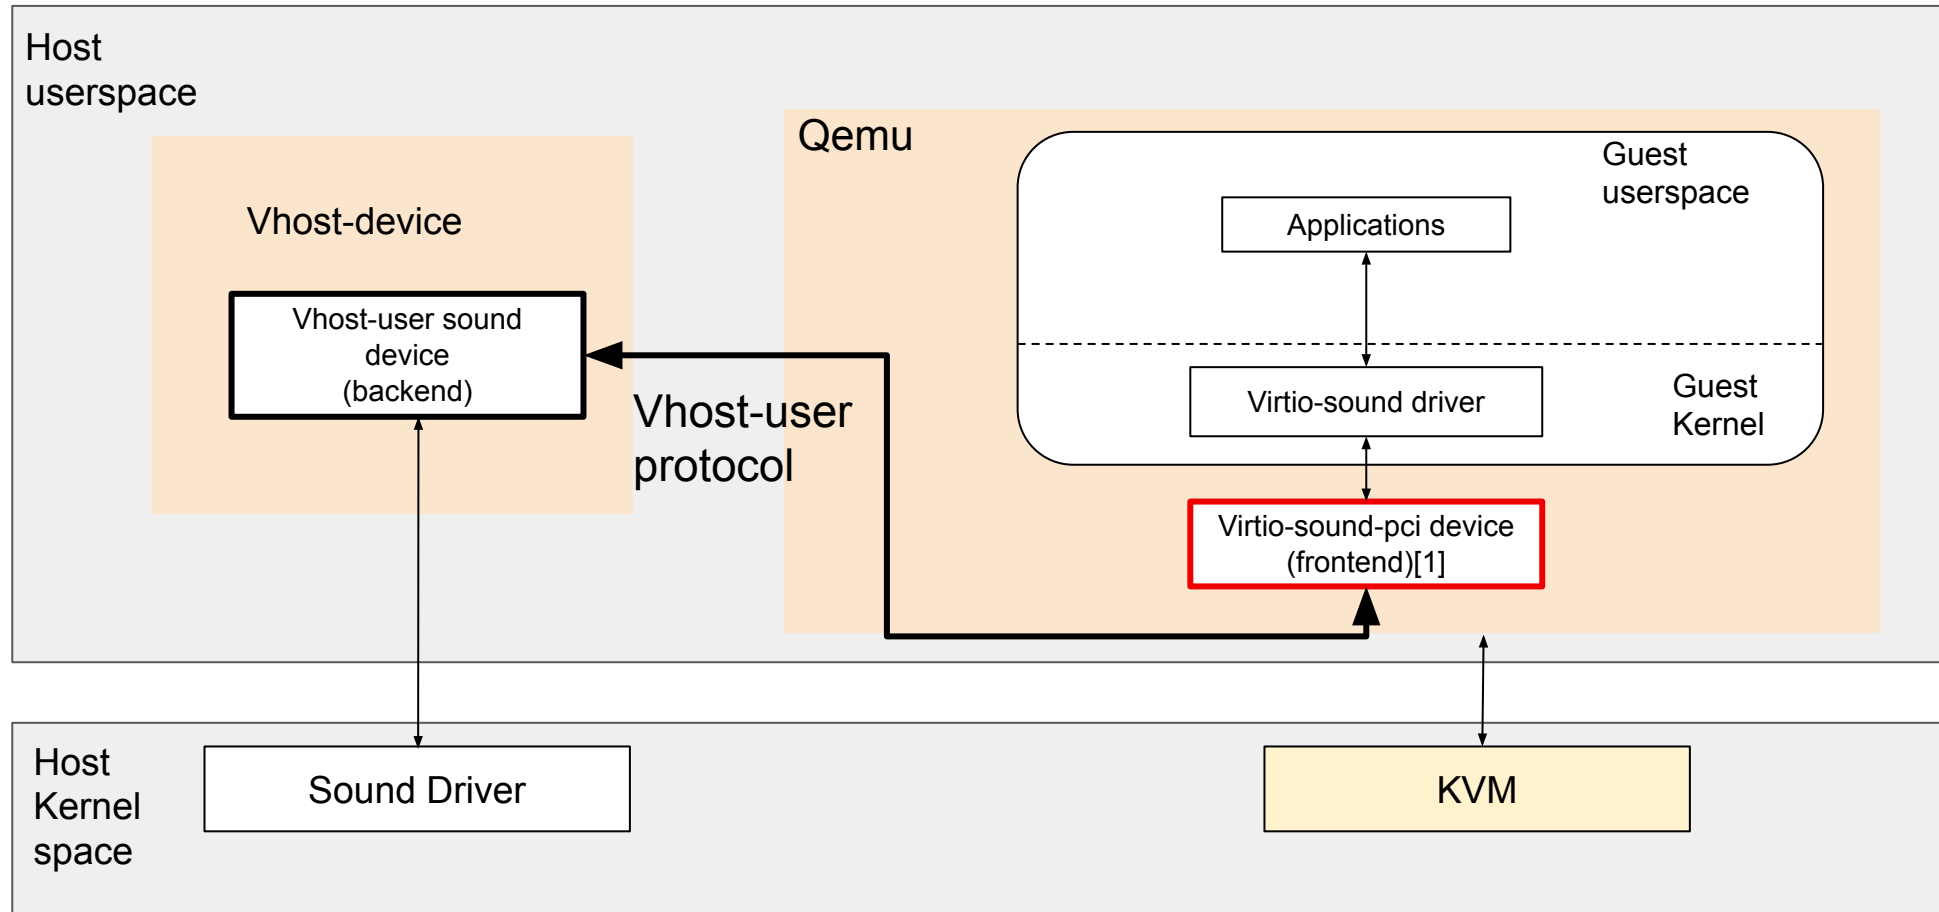 Host
userspace
Qemu
Guest
userspace
Vhost-device
Applications
Vhost-user sound
device
(backend)
Vhost-user
protocol
Virtio-sound driver
Guest
Kernel
Virtio-sound-pci device
(frontend)[1]
Host
Kernel
space
Sound Driver
KVM